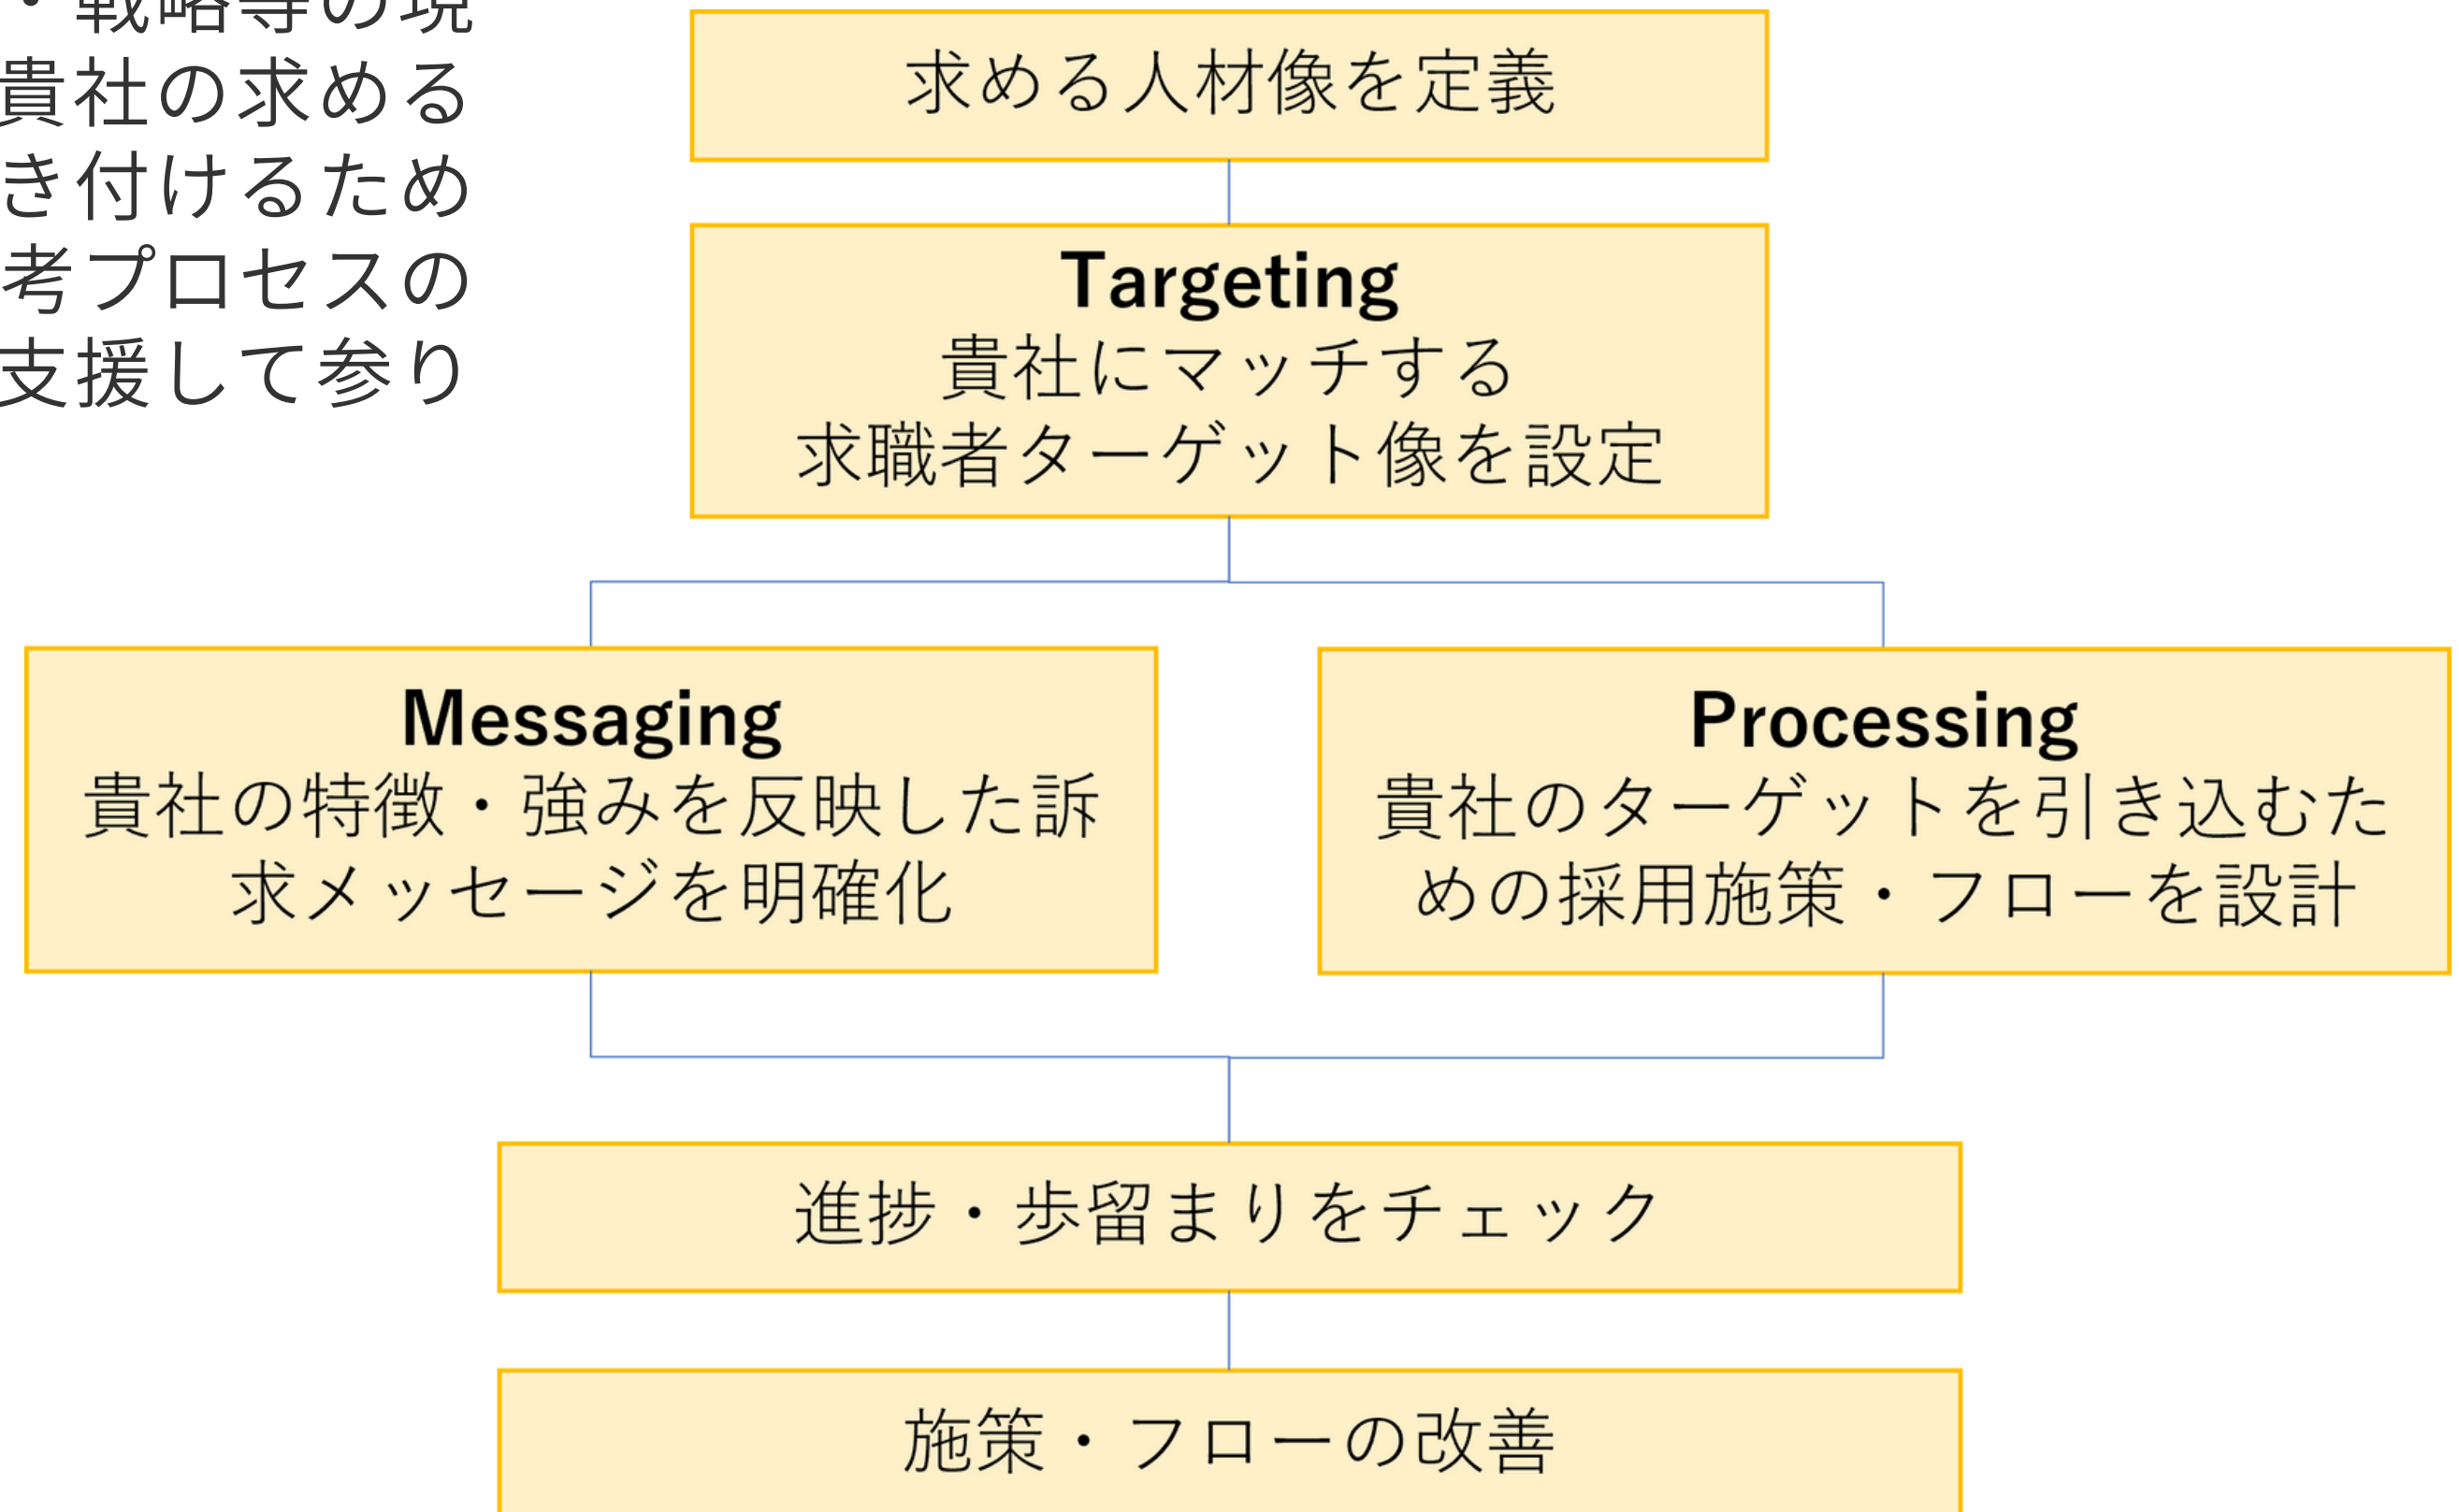 貴社の求める
き付けるため
考プロセスの
支援して参り
求める人材像を定義
Targeting
貴社にマッチする
求職者ターゲット像を設定
Messaging
貴社の特徴・強みを反映した訴
求メッセージを明確化
Processing
貴社のターゲットを引き込むた
めの採用施策・フローを設計
進捗・歩留まりをチェック
施策・フローの改善